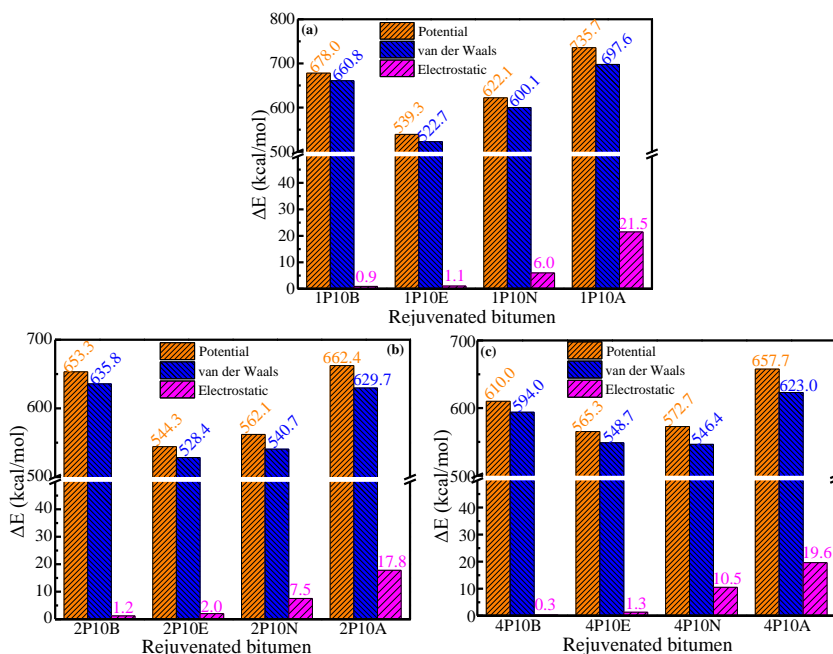 (a)
Potential
van der Waals
Electrostatic
ΔE (kcal/mol)
700
600
500
40
30
20
10
0
678.0
660.8
0.9
539.3
522.7
1.1
622.1
600.1
6.0
735.7
697.6
21.5
1P10B 1P10E 1P10N 1P10A
Rejuvenated bitumen
(b)
Potential
van der Waals
Electrostatic
ΔE (kcal/mol)
700
600
500
40
30
20
10
0
653.3
635.8
1.2
544.3
528.4
2.0
562.1
540.7
7.5
662.4
629.7
17.8
2P10B 2P10E 2P10N 2P10A
Rejuvenated bitumen
(c)
Potential
van der Waals
Electrostatic
ΔE (kcal/mol)
700
600
500
40
30
20
10
0
610.0
594.0
0.3
565.3
548.7
1.3
572.7
546.4
10.5
657.7
623.0
19.6
4P10B 4P10E 4P10N 4P10A
Rejuvenated bitumen